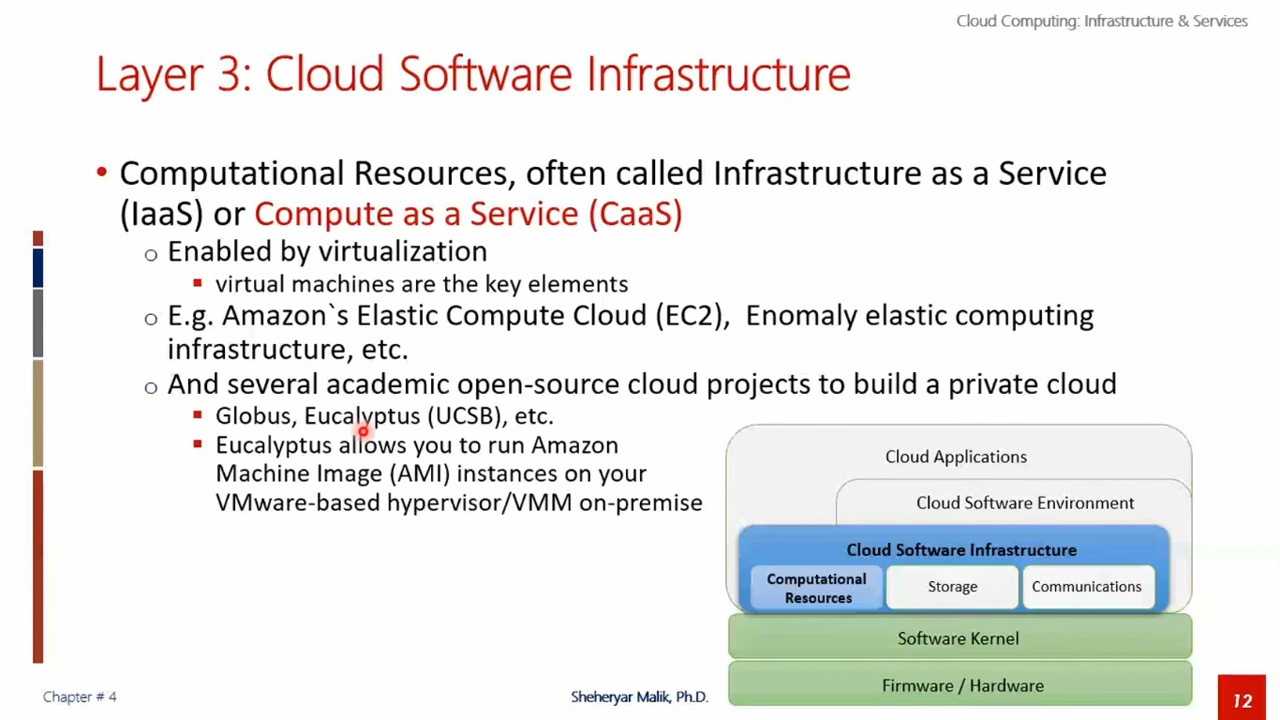 Cloud Computing: Infrastructure & Services
Layer 3: Cloud Software Infrastructure
• Computational Resources, often called Infrastructure as a Service
(IaaS) or Compute as a Service (CaaS)
o Enabled by virtualization
▪ virtual machines are the key elements
o E.g. Amazon`s Elastic Compute Cloud (EC2), Enomaly elastic computing
infrastructure, etc.
o And several academic open-source cloud projects to build a private cloud
▪ Globus, Eucalyptus (UCSB), etc.
▪ Eucalyptus allows you to run Amazon
Machine Image (AMI) instances on your
VMware-based hypervisor/VMM on-premise
Cloud Applications
Cloud Software Environment
Cloud Software Infrastructure
Computational
Resources
Storage
Communications
Software Kernel
Firmware / Hardware
Chapter # 4
Sheheryar Malik, Ph.D.
12